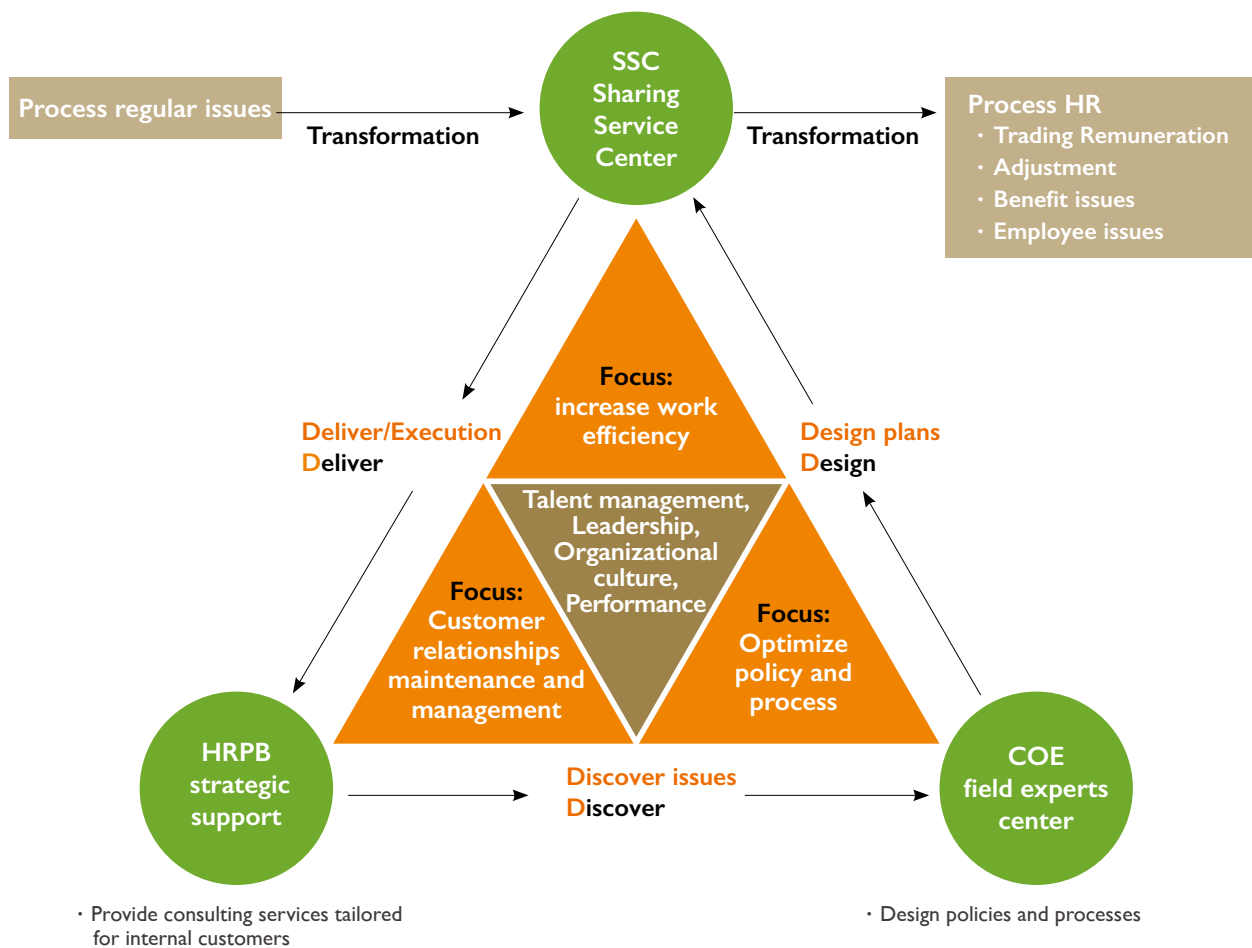 SSC
Sharing
Service
Center
Process regular issues
Transformation
Transformation
Process HR
· Trading Remuneration
· Adjustment
· Benefit issues
· Employee issues
Focus:
increase work
efficiency
Deliver/Execution
Deliver
Design plans
Design
Talent management,
Leadership,
Organizational
culture,
Performance
Focus:
Customer
relationships
maintenance and
management
Focus:
Optimize
policy and
process
HRPB
strategic
support
Discover issues
Discover
COE
field experts
center
· Provide consulting services tailored
for internal customers
· Design policies and processes